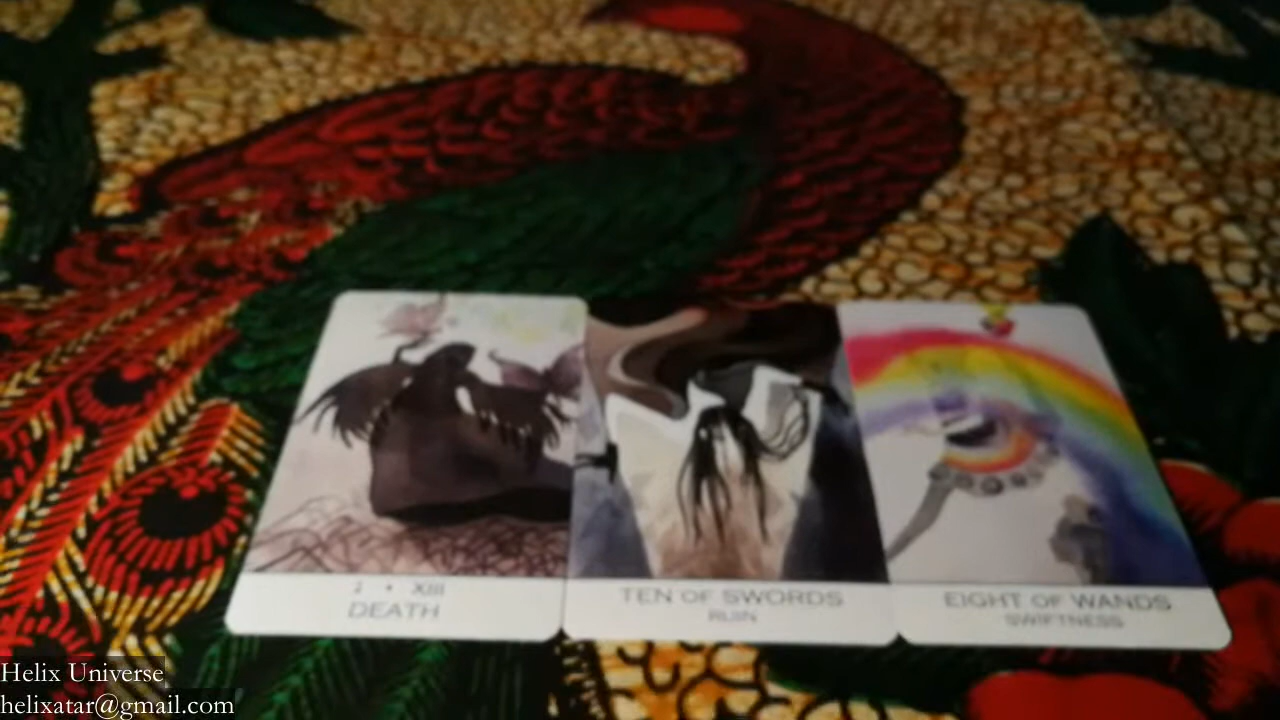 XIII
DEATH
TEN OF SWORDS
RUIN
EIGHT OF WANDS
SWIFTNESS
Helix Universe
helixatar@gmail.com